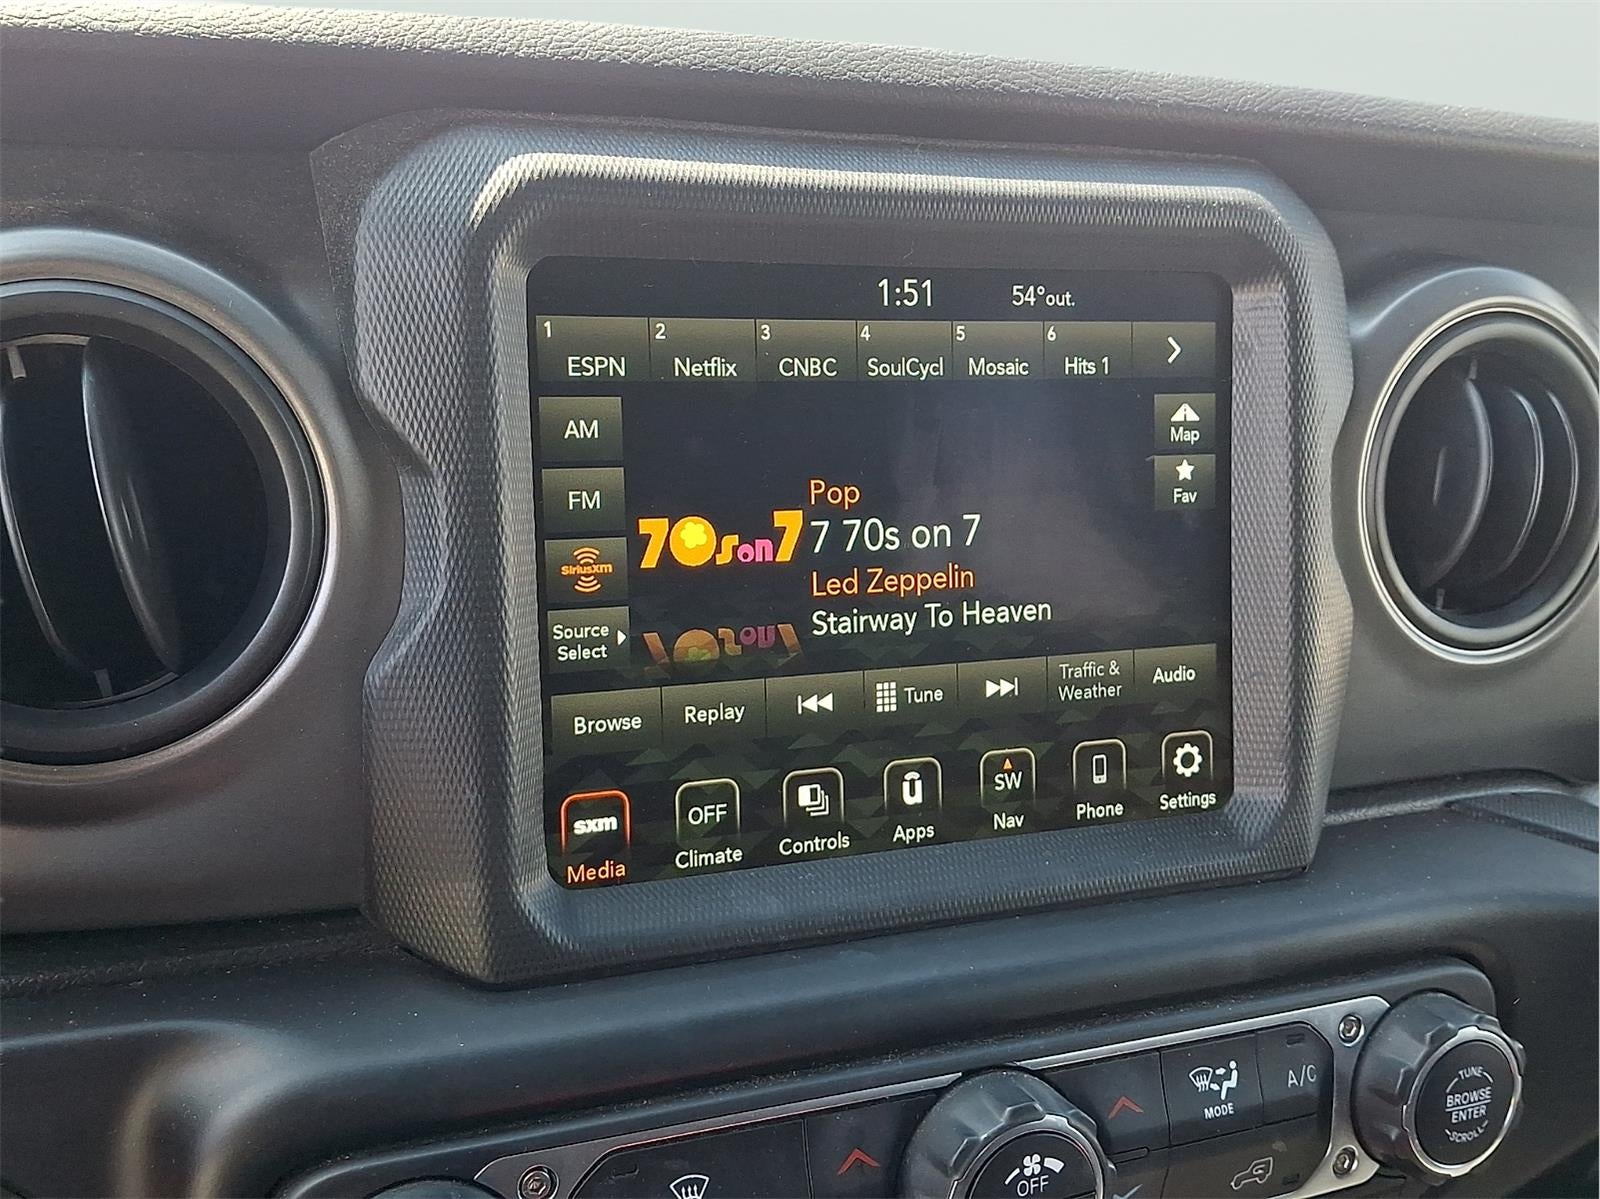 1:51 54°out.
1 2 3 4 5 6
ESPN Netflix CNBC SoulCycl Mosaic Hits 1
AM
Map
FM
Fav
Pop
70s on 7
7 70s on 7
siriusxm
Led Zeppelin
Stairway To Heaven
Source
Select
Browse Replay Tune
Traffic &
Weather
Audio
sxm OFF û SW
Media Climate Controls Apps Nav Phone Settings
MODE
A/C
TUNE
BROWSE
ENTER
SCROLL
OFF